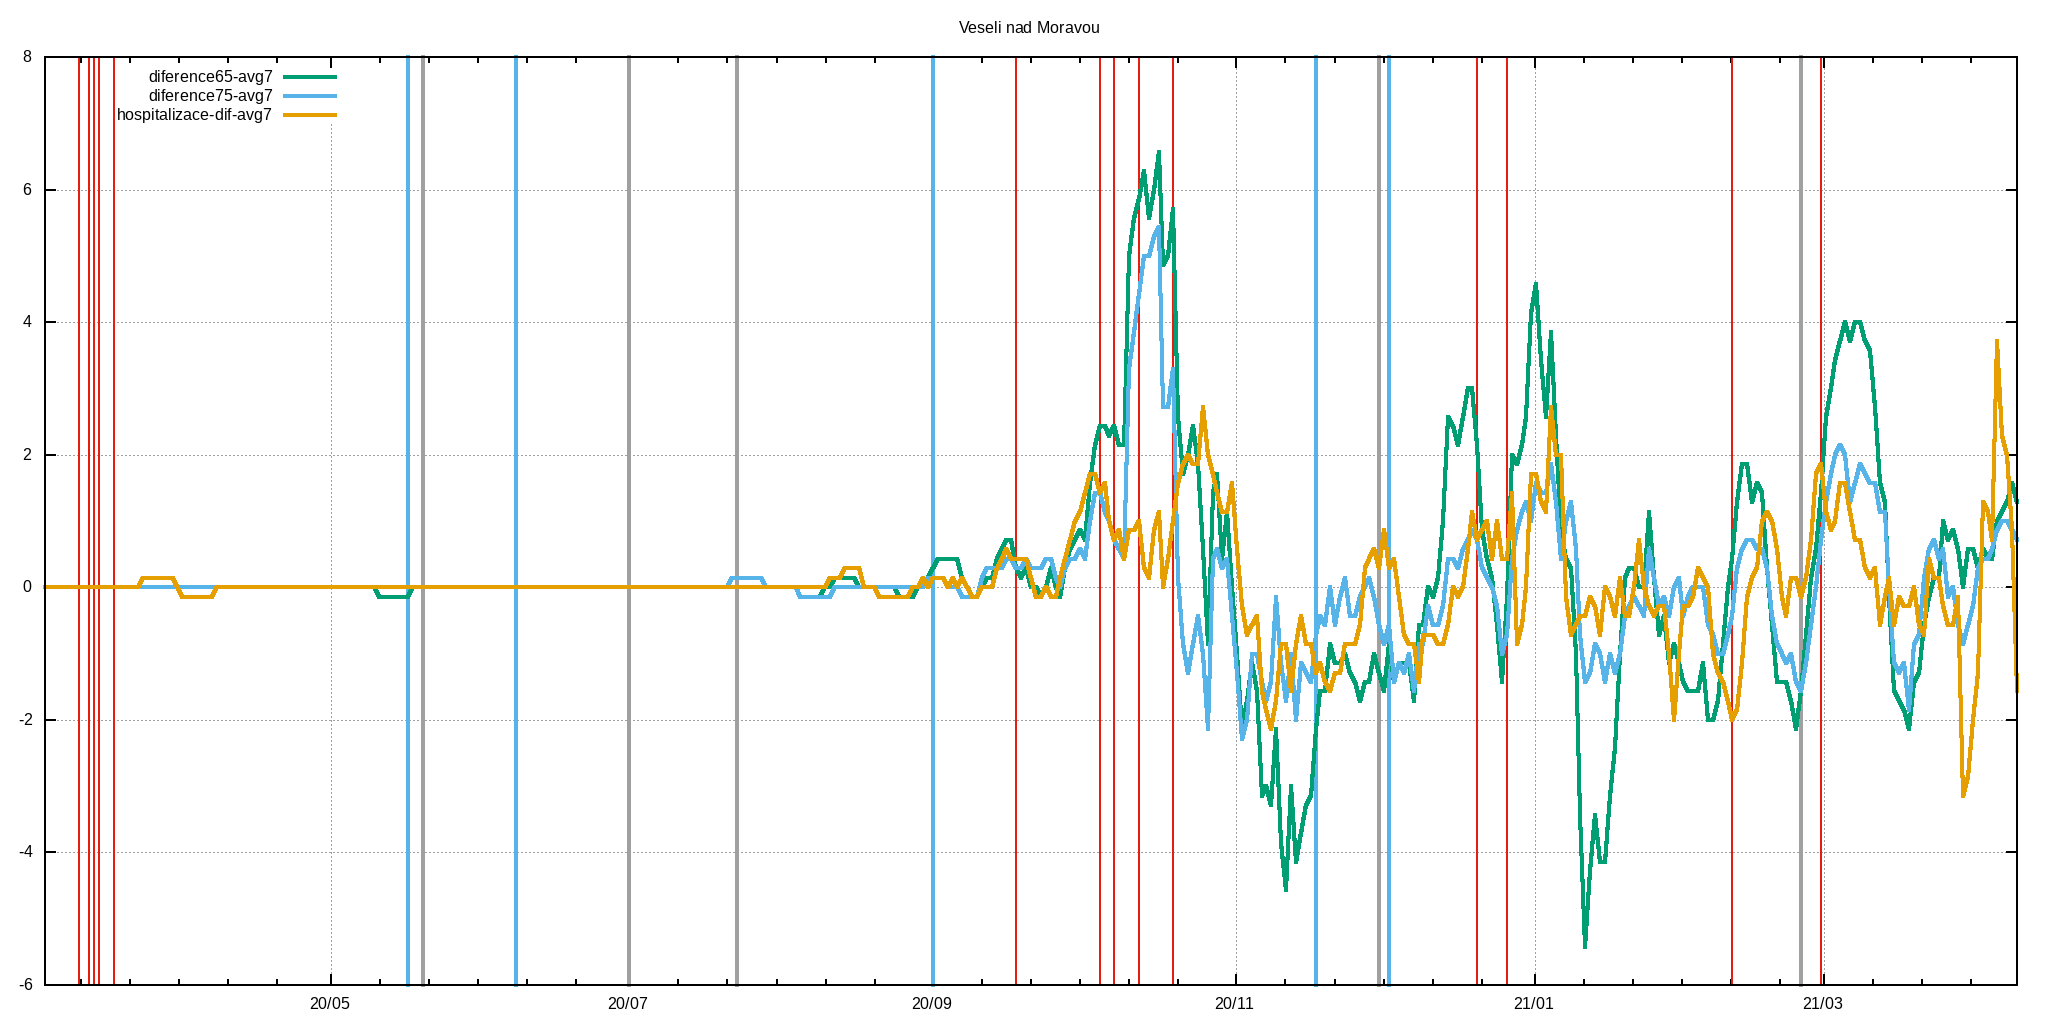 Veseli nad Moravou
8
6
4
2
0
-2
-4
-6
diference65-avg7
diference75-avg7
hospitalizace-dif-avg7
20/05 20/07 20/09 20/11 21/01 21/03